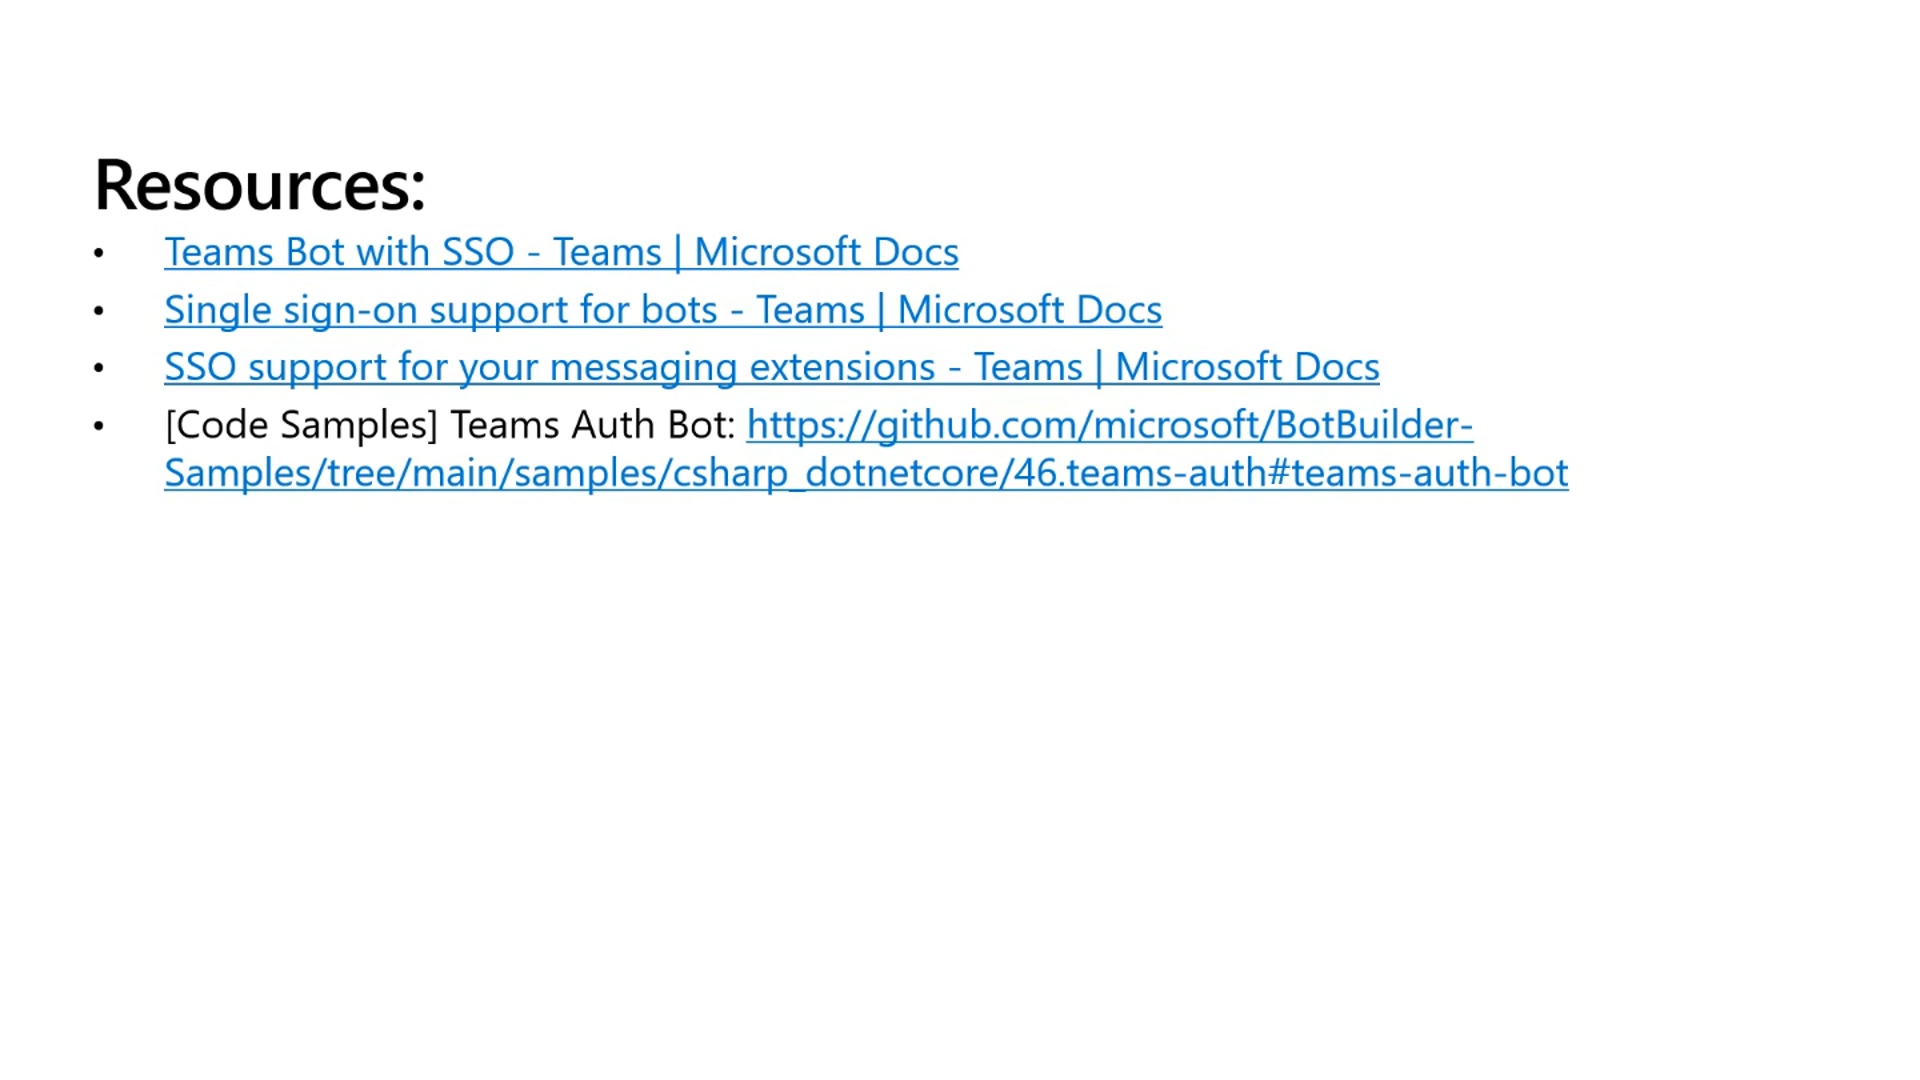 Resources:
• Teams Bot with SSO - Teams | Microsoft Docs
• Single sign-on support for bots - Teams | Microsoft Docs
• SSO support for your messaging extensions - Teams | Microsoft Docs
• [Code Samples] Teams Auth Bot: https://github.com/microsoft/BotBuilder-
Samples/tree/main/samples/csharp_dotnetcore/46.teams-auth#teams-auth-bot